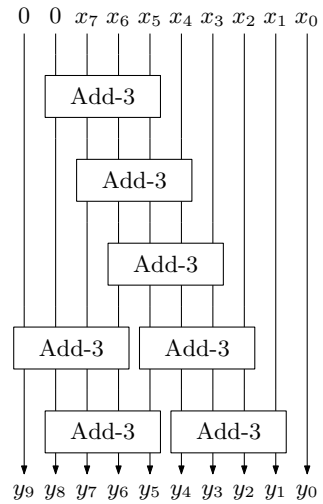 0 0 x₇ x₆ x₅ x₄ x₃ x₂ x₁ x₀
Add-3
Add-3
Add-3
Add-3 Add-3
Add-3 Add-3
y₉ y₈ y₇ y₆ y₅ y₄ y₃ y₂ y₁ y₀